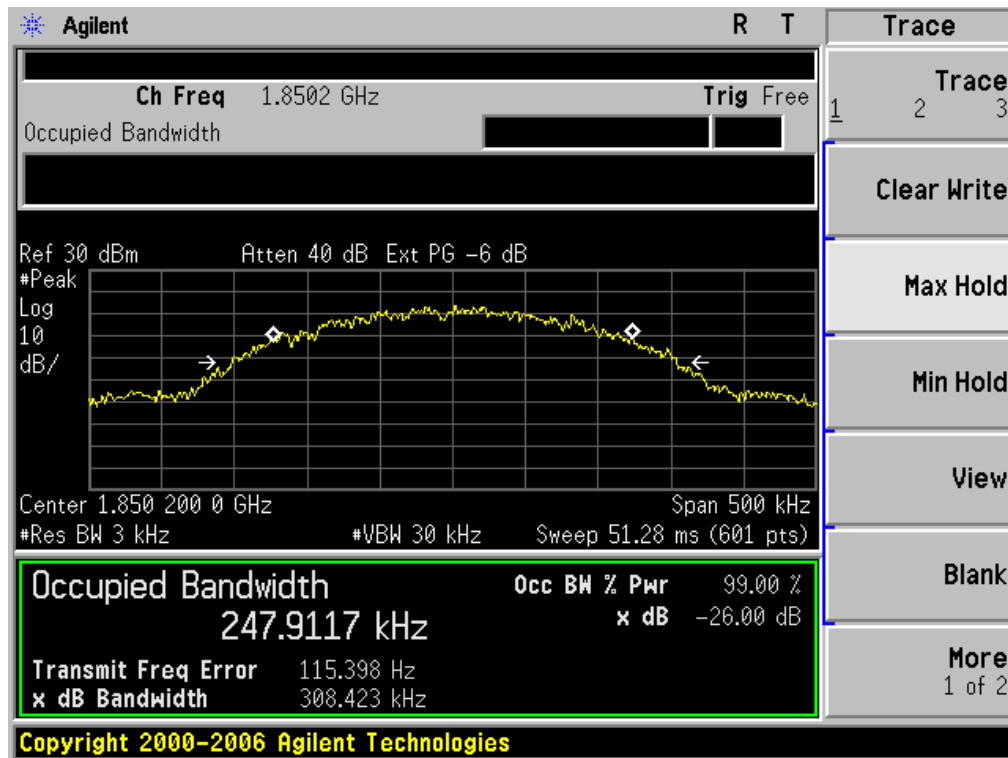 Agilent R T
Trace
Ch Freq 1.8502 GHz Trig Free
Occupied Bandwidth
Trace
1 2 3
Clear Write
Max Hold
Min Hold
View
Blank
More
1 of 2
Ref 30 dBm Atten 40 dB Ext PG -6 dB
#Peak
Log
10
dB/
Center 1.850 200 0 GHz Span 500 kHz
#Res BW 3 kHz #VBW 30 kHz Sweep 51.28 ms (601 pts)
Occupied Bandwidth
247.9117 kHz
Occ BW % Pwr 99.00 %
x dB -26.00 dB
Transmit Freq Error 115.398 Hz
x dB Bandwidth 308.423 kHz
Copyright 2000-2006 Agilent Technologies